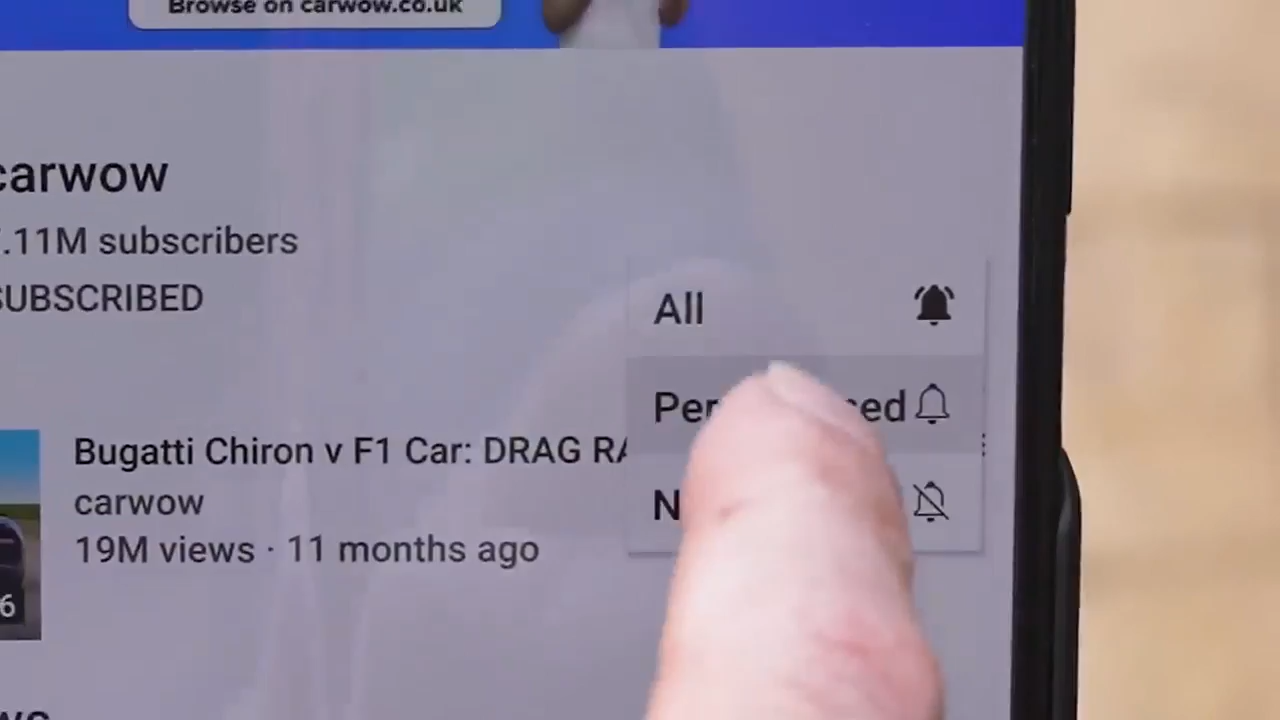 Browse on carwow.co.uk
carwow
.11M subscribers
SUBSCRIBED
All
Bugatti Chiron v F1 Car: DRAG
carwow
19M views · 11 months ago
6